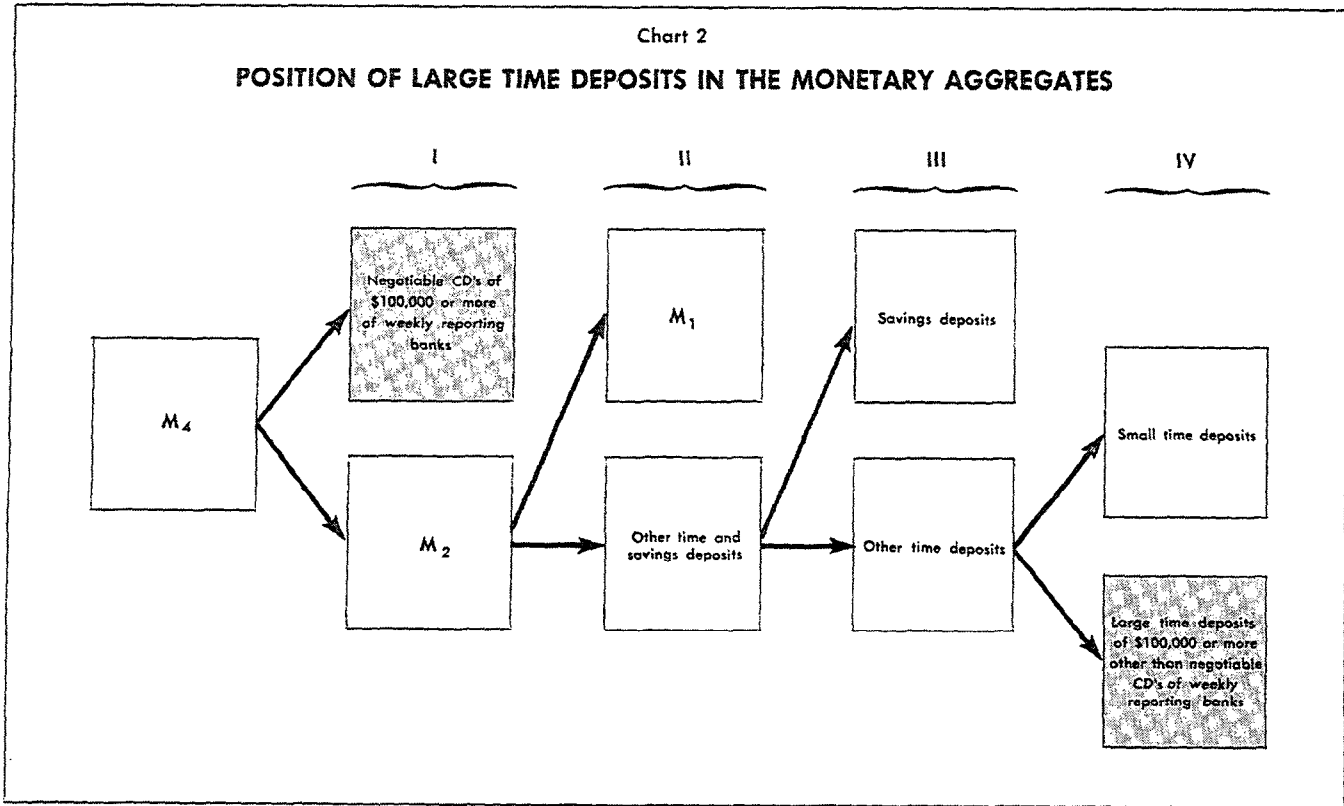 Chart 2
POSITION OF LARGE TIME DEPOSITS IN THE MONETARY AGGREGATES
I
II
III
IV
M4
Negotiable CD's of
$100,000 or more
of weekly reporting
banks
M2
M1
Other time and
savings deposits
Savings deposits
Other time deposits
Small time deposits
Large time deposits
of $100,000 or more
other than negotiable
CD's of weekly
reporting banks